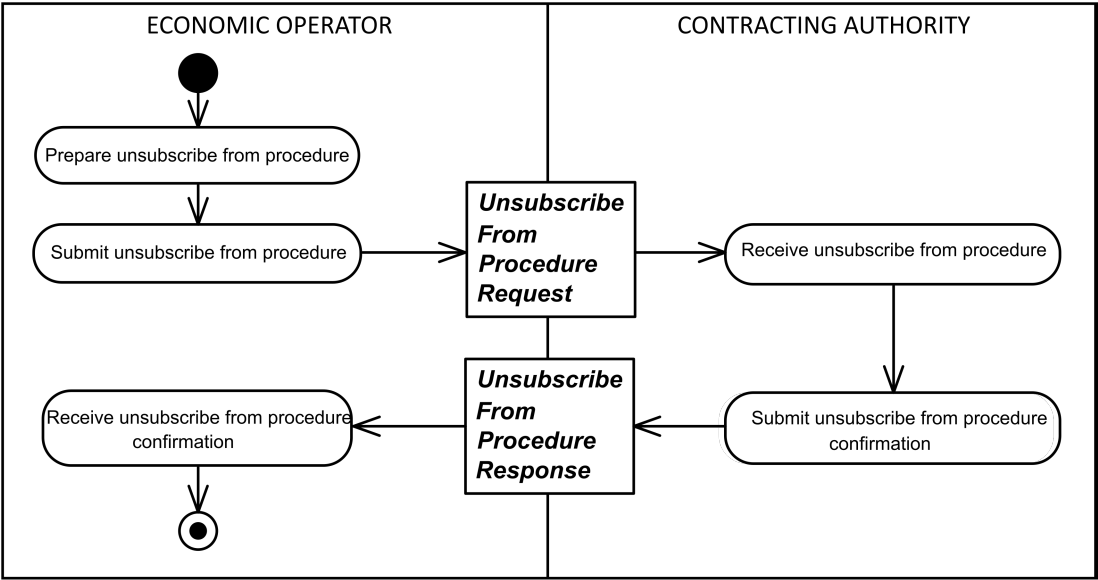 ECONOMIC OPERATOR
CONTRACTING AUTHORITY
Prepare unsubscribe from procedure
Submit unsubscribe from procedure
Unsubscribe
From
Procedure
Request
Receive unsubscribe from procedure
Receive unsubscribe from procedure
confirmation
Unsubscribe
From
Procedure
Response
Submit unsubscribe from procedure
confirmation